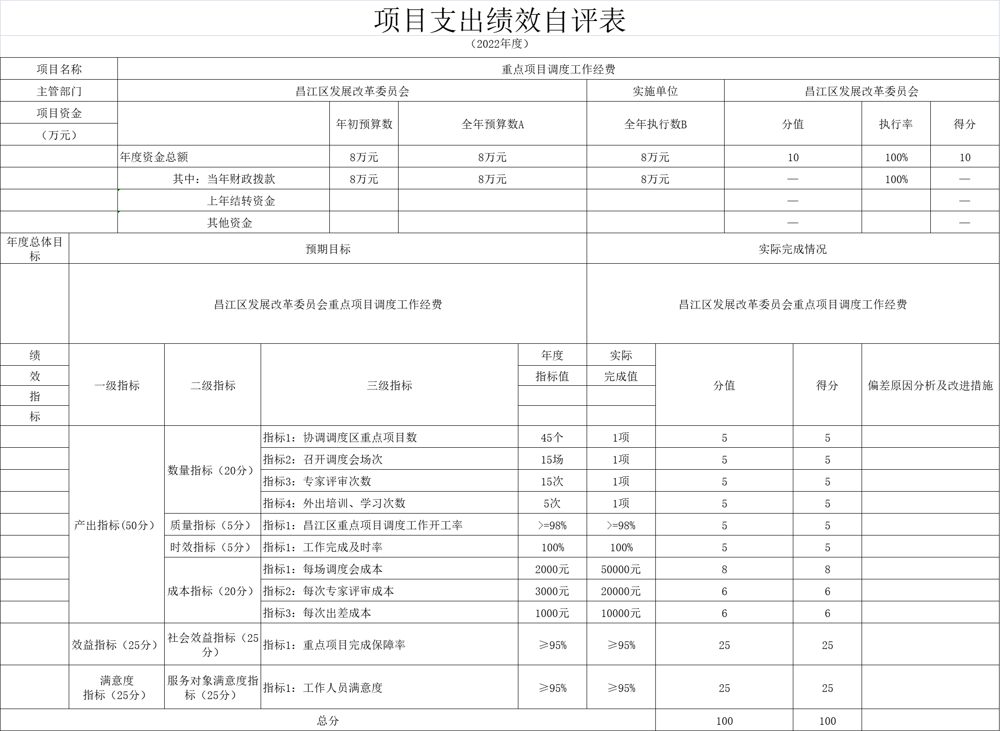 项目支出绩效自评表
（2022年度）
项目名称 重点项目调度工作经费
主管部门 昌江区发展改革委员会 实施单位 昌江区发展改革委员会
项目资金
（万元）
年初预算数 全年预算数A 全年执行数B 分值 执行率 得分
年度资金总额 8万元 8万元 8万元 10 100% 10
其中：当年财政拨款 8万元 8万元 8万元 — 100% —
上年结转资金 — —
其他资金 — —
年度总体目
标
预期目标 实际完成情况
昌江区发展改革委员会重点项目调度工作经费 昌江区发展改革委员会重点项目调度工作经费
绩
效
指
标
一级指标 二级指标 三级指标
年度
指标值
实际
完成值
分值 得分 偏差原因分析及改进措施
产出指标(50分）
数量指标（20分）
指标1：协调调度区重点项目数 45个 1项 5 5
指标2：召开调度会场次 15场 1项 5 5
指标3：专家评审次数 15次 1项 5 5
指标4：外出培训、学习次数 5次 1项 5 5
质量指标（5分） 指标1：昌江区重点项目调度工作开工率 >=98% >=98% 5 5
时效指标（5分） 指标1：工作完成及时率 100% 100% 5 5
成本指标（20分）
指标1：每场调度会成本 2000元 50000元 8 8
指标2：每次专家评审成本 3000元 20000元 6 6
指标3：每次出差成本 1000元 10000元 6 6
效益指标（25分）
社会效益指标（25
分）
指标1：重点项目完成保障率 ≥95% ≥95% 25 25
满意度
指标（25分）
服务对象满意度指
标（25分）
指标1：工作人员满意度 ≥95% ≥95% 25 25
总分 100 100